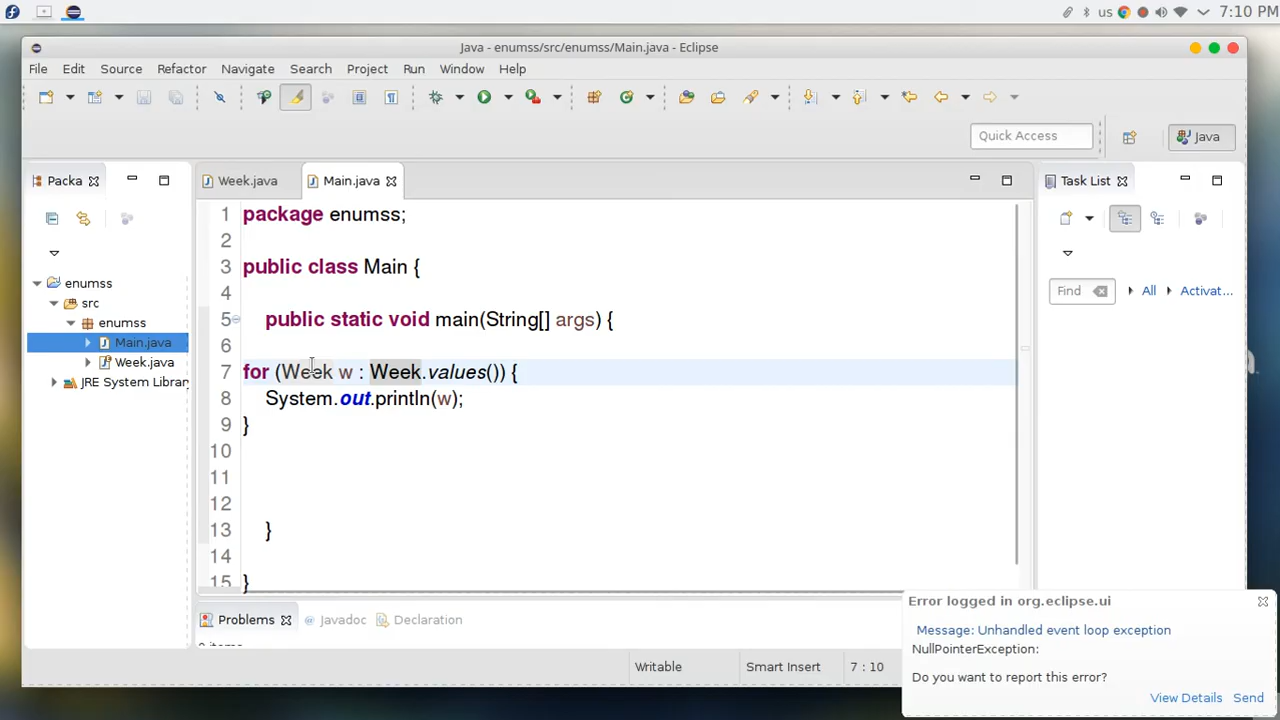 us 7:10 PM
Java - enumss/src/enumss/Main.java - Eclipse
File Edit Source Refactor Navigate Search Project Run Window Help
Quick Access Java
Packa Week.java Main.java Task List
enumss
src
enumss
Main.java
Week.java
JRE System Librar
1 package enumss;
2
3 public class Main {
4
5 public static void main(String[] args) {
6
7 for (Week w : Week.values()) {
8 System.out.println(w);
9 }
10
11
12
13 }
14
15 }
Find All Activat...
Problems Javadoc Declaration
Writable Smart Insert 7 : 10
Error logged in org.eclipse.ui
Message: Unhandled event loop exception
NullPointerException:
Do you want to report this error?
View Details Send